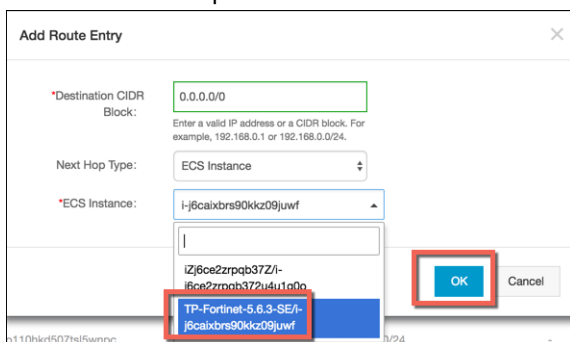 Add Route Entry
*Destination CIDR
Block:
0.0.0.0/0
Enter a valid IP address or a CIDR block. For
example, 192.168.0.1 or 192.168.0.0/24.
Next Hop Type:
ECS Instance
*ECS Instance:
i-j6caixbrs90kkz09juwf
iZj6ce2zrpqb37Z/i-
j6ce2zrpqb372u4u1q0o
TP-Fortinet-5.6.3-SE/i-
j6caixbrs90kkz09juwf
OK
Cancel